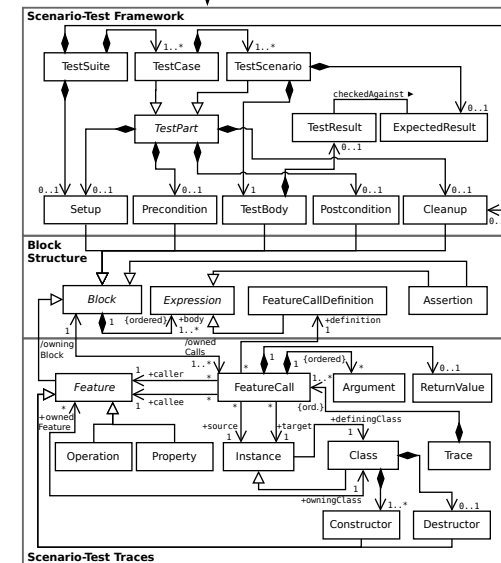 Scenario-Test Framework
1..* 1..*
TestSuite TestCase TestScenario
checkedAgainst ►
0..1
TestPart TestResult ExpectedResult
0..1
0..1 0..1 0..1 1 0..1 0..1
Setup Precondition TestBody Postcondition Cleanup
0..
Block
Structure
Block Expression FeatureCallDefinition Assertion
1 1 {ordered} +body
1..* 1 +definition
/owning
Block
/owned
Calls
1..* * 1 1 {ordered} * 0..1
1 +caller *
Feature FeatureCall 1..* Argument ReturnValue
1 +callee *
{ord.}
* +owned
Feature
* * +definingClass
+source 1 +target 1 1
Operation Property Instance Class Trace
1
+owningClass
1..* 0..1
Constructor Destructor
Scenario-Test Traces